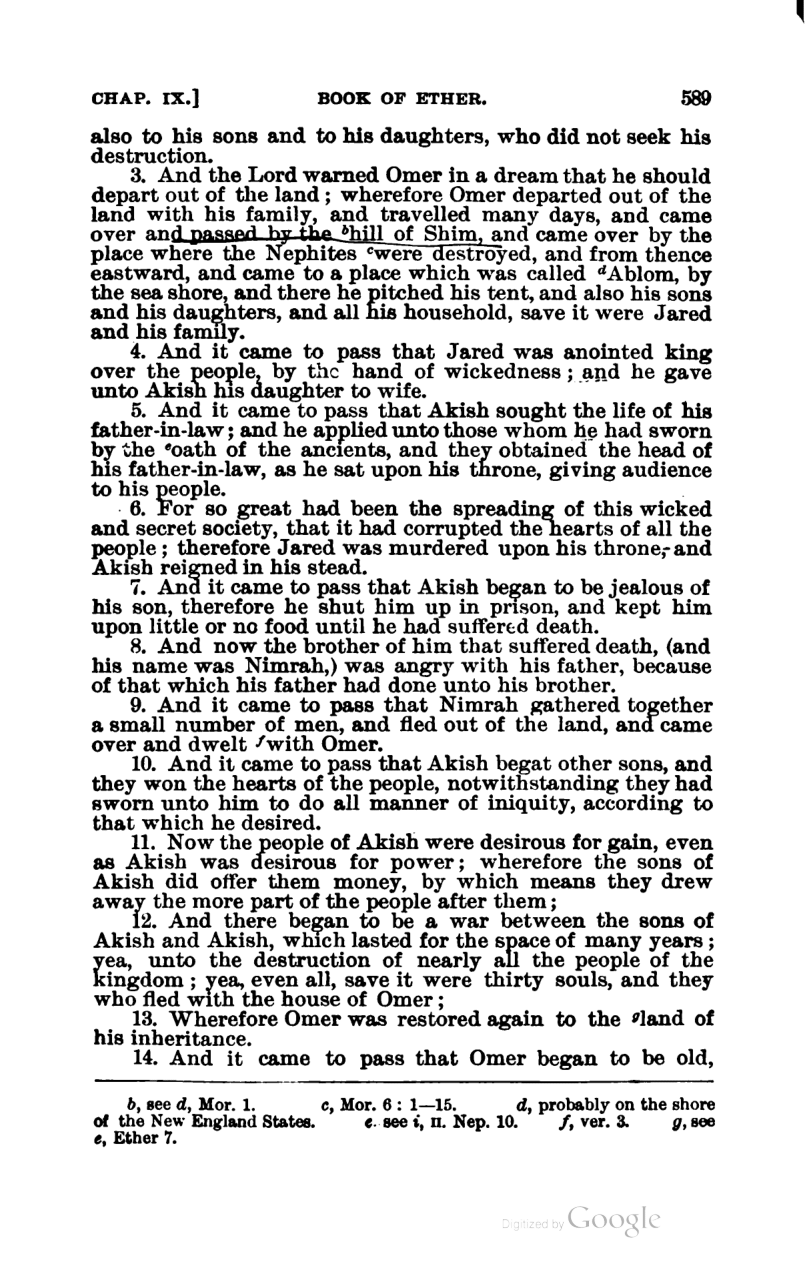 CHAP. IX.] BOOK OF ETHER. 589
also to his sons and to his daughters, who did not seek his
destruction.
3. And the Lord warned Omer in a dream that he should
depart out of the land; wherefore Omer departed out of the
land with his family, and travelled many days, and came
over and passed by the ᵇhill of Shim, and came over by the
place where the Nephites ᶜwere destroyed, and from thence
eastward, and came to a place which was called ᵈAblom, by
the sea shore, and there he pitched his tent, and also his sons
and his daughters, and all his household, save it were Jared
and his family.
4. And it came to pass that Jared was anointed king
over the people, by the hand of wickedness; and he gave
unto Akish his daughter to wife.
5. And it came to pass that Akish sought the life of his
father-in-law; and he applied unto those whom he had sworn
by the ᵉoath of the ancients, and they obtained the head of
his father-in-law, as he sat upon his throne, giving audience
to his people.
6. For so great had been the spreading of this wicked
and secret society, that it had corrupted the hearts of all the
people; therefore Jared was murdered upon his throne, and
Akish reigned in his stead.
7. And it came to pass that Akish began to be jealous of
his son, therefore he shut him up in prison, and kept him
upon little or no food until he had suffered death.
8. And now the brother of him that suffered death, (and
his name was Nimrah,) was angry with his father, because
of that which his father had done unto his brother.
9. And it came to pass that Nimrah gathered together
a small number of men, and fled out of the land, and came
over and dwelt ᶠwith Omer.
10. And it came to pass that Akish begat other sons, and
they won the hearts of the people, notwithstanding they had
sworn unto him to do all manner of iniquity, according to
that which he desired.
11. Now the people of Akish were desirous for gain, even
as Akish was desirous for power; wherefore the sons of
Akish did offer them money, by which means they drew
away the more part of the people after them;
12. And there began to be a war between the sons of
Akish and Akish, which lasted for the space of many years;
yea, unto the destruction of nearly all the people of the
kingdom; yea, even all, save it were thirty souls, and they
who fled with the house of Omer;
13. Wherefore Omer was restored again to the ᵍland of
his inheritance.
14. And it came to pass that Omer began to be old,
b, see d, Mor. 1. c, Mor. 6: 1—15. d, probably on the shore
of the New England States. e. see i, II. Nep. 10. f, ver. 3. g, see
e, Ether 7.
Digitized by Google